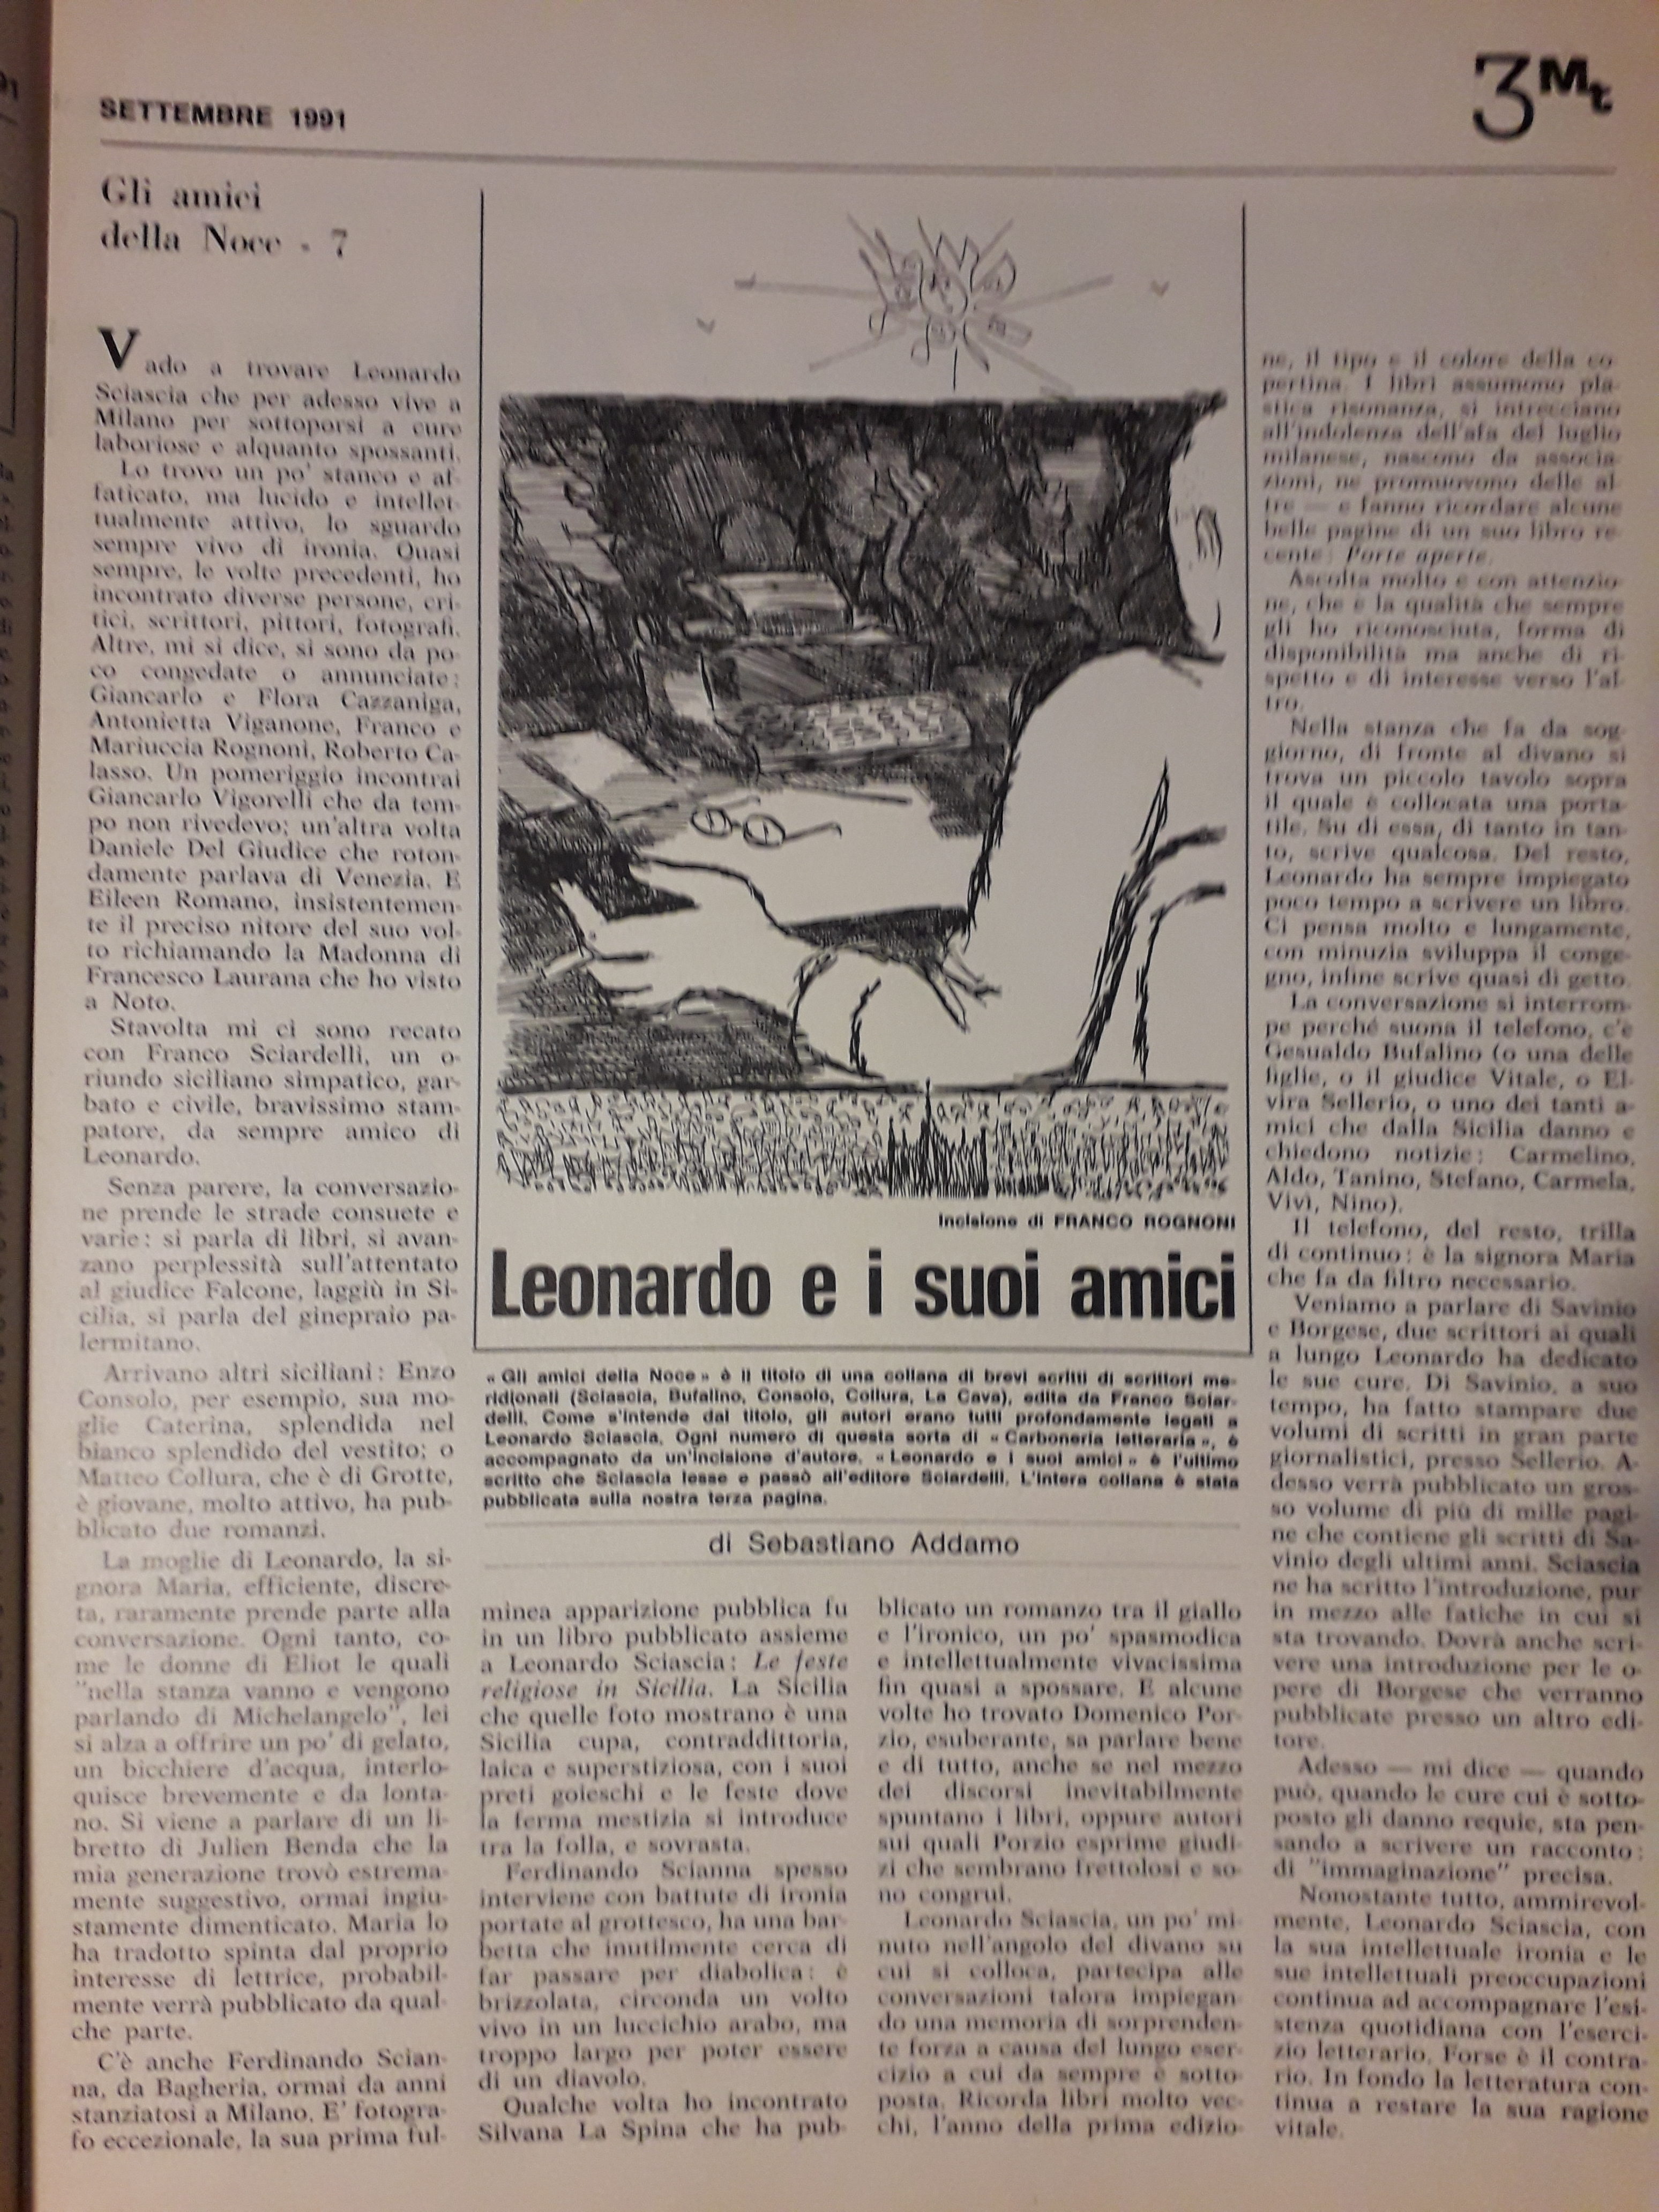 SETTEMBRE 1991
3Mt
Gli amici
della Noce - 7
Vado a trovare Leonardo
Sciascia che per adesso vive a
Milano per sottoporsi a cure
laboriose e alquanto spossanti.
Lo trovo un po' stanco e af-
faticato, ma lucido e intellet-
tualmente attivo, lo sguardo
sempre vivo di ironia. Quasi
sempre, le volte precedenti, ho
incontrato diverse persone, cri-
tici, scrittori, pittori, fotografi.
Altre, mi si dice, si sono da po-
co congedate o annunciate:
Giancarlo e Flora Cazzaniga,
Antonietta Viganone, Franco e
Mariuccia Rognoni, Roberto Ca-
lasso. Un pomeriggio incontrai
Giancarlo Vigorelli che da tem-
po non rivedevo; un'altra volta
Daniele Del Giudice che roton-
damente parlava di Venezia. E
Eileen Romano, insistentemen-
te il preciso nitore del suo vol-
to richiamando la Madonna di
Francesco Laurana che ho visto
a Noto.
Stavolta mi ci sono recato
con Franco Sciardelli, un o-
riundo siciliano simpatico, gar-
bato e civile, bravissimo stam-
patore, da sempre amico di
Leonardo.
Senza parere, la conversazio-
ne prende le strade consuete e
varie: si parla di libri, si avan-
zano perplessità sull'attentato
al giudice Falcone, laggiù in Si-
cilia, si parla del ginepraio pa-
lermitano.
Arrivano altri siciliani: Enzo
Consolo, per esempio, sua mo-
glie Caterina, splendida nel
bianco splendido del vestito; o
Matteo Collura, che è di Grotte,
è giovane, molto attivo, ha pub-
blicato due romanzi.
La moglie di Leonardo, la si-
gnora Maria, efficiente, discre-
ta, raramente prende parte alla
conversazione. Ogni tanto, co-
me le donne di Eliot le quali
"nella stanza vanno e vengono
parlando di Michelangelo", lei
si alza a offrire un po' di gelato,
un bicchiere d'acqua, interlo-
quisce brevemente e da lonta-
no. Si viene a parlare di un li-
bretto di Julien Benda che la
mia generazione trovò estrema-
mente suggestivo, ormai ingiu-
stamente dimenticato. Maria lo
ha tradotto spinta dal proprio
interesse di lettrice, probabil-
mente verrà pubblicato da qual-
che parte.
C'è anche Ferdinando Scian-
na, da Bagheria, ormai da anni
stanziatosi a Milano. E' fotogra-
fo eccezionale, la sua prima ful-
Incisione di FRANCO ROGNONI
Leonardo e i suoi amici
« Gli amici della Noce » è il titolo di una collana di brevi scritti di scrittori me-
ridionali (Sciascia, Bufalino, Consolo, Collura, La Cava), edita da Franco Sciar-
delli. Come s'intende dal titolo, gli autori erano tutti profondamente legati a
Leonardo Sciascia. Ogni numero di questa sorta di « Carboneria letteraria », è
accompagnato da un'incisione d'autore. « Leonardo e i suoi amici » è l'ultimo
scritto che Sciascia lesse e passò all'editore Sciardelli. L'intera collana è stata
pubblicata sulla nostra terza pagina.
di Sebastiano Addamo
minea apparizione pubblica fu
in un libro pubblicato assieme
a Leonardo Sciascia: Le feste
religiose in Sicilia. La Sicilia
che quelle foto mostrano è una
Sicilia cupa, contraddittoria,
laica e superstiziosa, con i suoi
preti goieschi e le feste dove
la ferma mestizia si introduce
tra la folla, e sovrasta.
Ferdinando Scianna spesso
interviene con battute di ironia
portate al grottesco, ha una bar-
betta che inutilmente cerca di
far passare per diabolica: è
brizzolata, circonda un volto
vivo in un luccichio arabo, ma
troppo largo per poter essere
di un diavolo.
Qualche volta ho incontrato
Silvana La Spina che ha pub-
blicato un romanzo tra il giallo
e l'ironico, un po' spasmodica
e intellettualmente vivacissima
fin quasi a spossare. E alcune
volte ho trovato Domenico Por-
zio, esuberante, sa parlare bene
e di tutto, anche se nel mezzo
dei discorsi inevitabilmente
spuntano i libri, oppure autori
sui quali Porzio esprime giudi-
zi che sembrano frettolosi e so-
no congrui.
Leonardo Sciascia, un po' mi-
nuto nell'angolo del divano su
cui si colloca, partecipa alle
conversazioni talora impiegan-
do una memoria di sorprenden-
te forza a causa del lungo eser-
cizio a cui da sempre è sotto-
posta. Ricorda libri molto vec-
chi, l'anno della prima edizio-
ne, il tipo e il colore della co-
pertina. I libri assumono pla-
stica risonanza, si intrecciano
all'indolenza dell'afa del luglio
milanese, nascono da associa-
zioni, ne promuovono delle al-
tre — e fanno ricordare alcune
belle pagine di un suo libro re-
cente: Porte aperte.
Ascolta molto e con attenzio-
ne, che è la qualità che sempre
gli ho riconosciuta, forma di
disponibilità ma anche di ri-
spetto e di interesse verso l'al-
tro.
Nella stanza che fa da sog-
giorno, di fronte al divano si
trova un piccolo tavolo sopra
il quale è collocata una porta-
tile. Su di essa, di tanto in tan-
to, scrive qualcosa. Del resto,
Leonardo ha sempre impiegato
poco tempo a scrivere un libro.
Ci pensa molto e lungamente,
con minuzia sviluppa il conge-
gno, infine scrive quasi di getto.
La conversazione si interrom-
pe perché suona il telefono, c'è
Gesualdo Bufalino (o una delle
figlie, o il giudice Vitale, o El-
vira Sellerio, o uno dei tanti a-
mici che dalla Sicilia danno e
chiedono notizie: Carmelino,
Aldo, Tanino, Stefano, Carmela,
Vivì, Nino).
Il telefono, del resto, trilla
di continuo: è la signora Maria
che fa da filtro necessario.
Veniamo a parlare di Savinio
e Borgese, due scrittori ai quali
a lungo Leonardo ha dedicato
le sue cure. Di Savinio, a suo
tempo, ha fatto stampare due
volumi di scritti in gran parte
giornalistici, presso Sellerio. A-
desso verrà pubblicato un gros-
so volume di più di mille pagi-
ne che contiene gli scritti di Sa-
vinio degli ultimi anni. Sciascia
ne ha scritto l'introduzione, pur
in mezzo alle fatiche in cui si
sta trovando. Dovrà anche scri-
vere una introduzione per le o-
pere di Borgese che verranno
pubblicate presso un altro edi-
tore.
Adesso — mi dice — quando
può, quando le cure cui è sotto-
posto gli danno requie, sta pen-
sando a scrivere un racconto:
di "immaginazione" precisa.
Nonostante tutto, ammirevol-
mente, Leonardo Sciascia, con
la sua intellettuale ironia e le
sue intellettuali preoccupazioni
continua ad accompagnare l'esi-
stenza quotidiana con l'eserci-
zio letterario. Forse è il contra-
rio. In fondo la letteratura con-
tinua a restare la sua ragione
vitale.